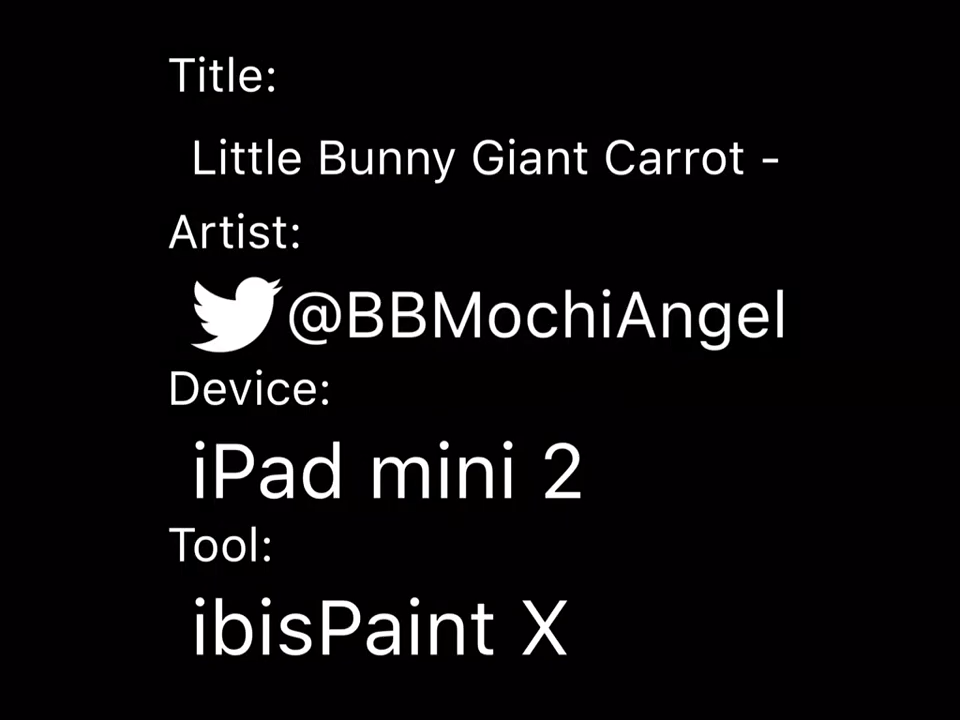 Title:
Little Bunny Giant Carrot -
Artist:
@BBMochiAngel
Device:
iPad mini 2
Tool:
ibisPaint X